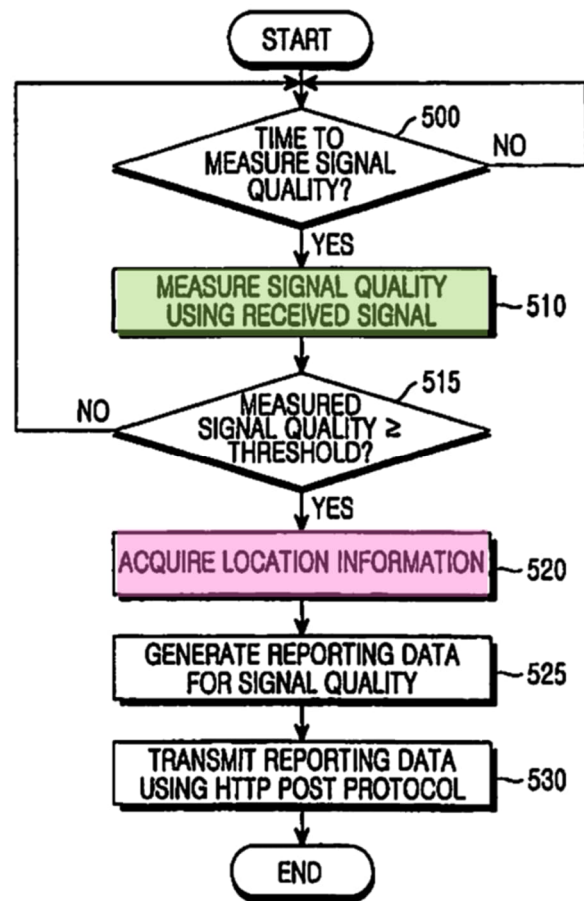 START
500
TIME TO
MEASURE SIGNAL
QUALITY?
NO
YES
MEASURE SIGNAL QUALITY
USING RECEIVED SIGNAL
510
515
NO
MEASURED
SIGNAL QUALITY ≥
THRESHOLD?
YES
ACQUIRE LOCATION INFORMATION
520
GENERATE REPORTING DATA
FOR SIGNAL QUALITY
525
TRANSMIT REPORTING DATA
USING HTTP POST PROTOCOL
530
END